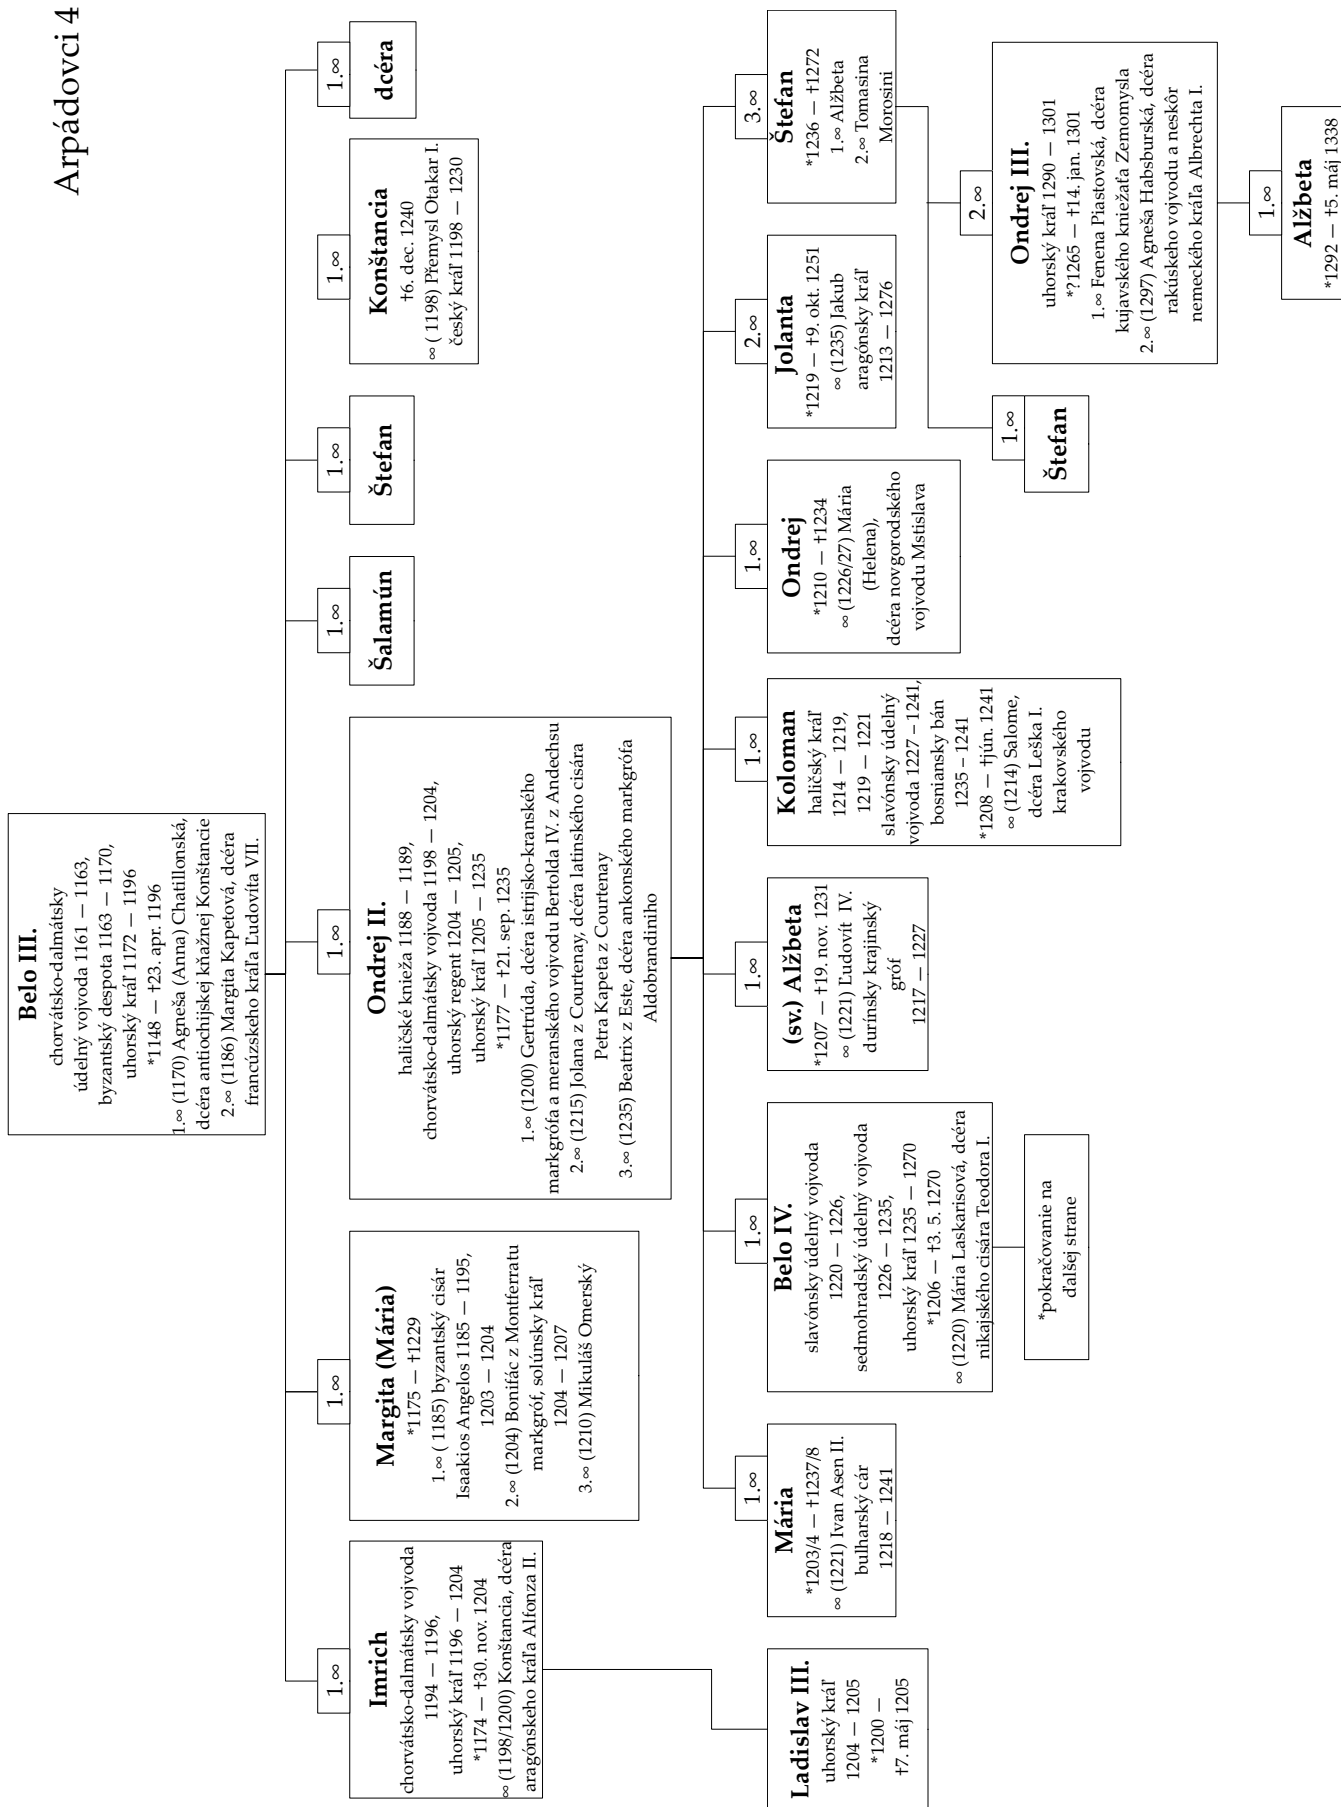 Arpádovci 4
Belo III.
chorvátsko-dalmátsky
údelný vojvoda 1161 — 1163,
byzantský despota 1163 — 1170,
uhorský kráľ 1172 — 1196
*1148 — †23. apr. 1196
1.∞ (1170) Agneša (Anna) Chatillonská,
dcéra antiochijskej kňažnej Konštancie
2.∞ (1186) Margita Kapetová, dcéra
francúzskeho kráľa Ľudovíta VII.
1.∞
Imrich
chorvátsko-dalmátsky vojvoda
1194 — 1196,
uhorský kráľ 1196 — 1204
*1174 — †30. nov. 1204
∞ (1198/1200) Konštancia, dcéra
aragónskeho kráľa Alfonza II.
1.∞
Margita (Mária)
*1175 — †1229
1.∞ ( 1185) byzantský cisár
Isaakios Angelos 1185 — 1195,
1203 — 1204
2.∞ (1204) Bonifác z Montferratu
markgróf, solúnsky kráľ
1204 — 1207
3.∞ (1210) Mikuláš Omerský
1.∞
Ondrej II.
haličské knieža 1188 — 1189,
chorvátsko-dalmátsky vojvoda 1198 — 1204,
uhorský regent 1204 — 1205,
uhorský kráľ 1205 — 1235
*1177 — †21. sep. 1235
1.∞ (1200) Gertrúda, dcéra istrijsko-kranského
markgrófa a meranského vojvodu Bertolda IV. z Andechsu
2.∞ (1215) Jolana z Courtenay, dcéra latinského cisára
Petra Kapeta z Courtenay
3.∞ (1235) Beatrix z Este, dcéra ankonského markgrófa
Aldobrandiniho
1.∞
Šalamún
1.∞
Štefan
1.∞
Konštancia
†6. dec. 1240
∞ ( 1198) Přemysl Otakar I.
český kráľ 1198 — 1230
1.∞
dcéra
Ladislav III.
uhorský kráľ
1204 — 1205
*1200 —
†7. máj 1205
1.∞
Mária
*1203/4 — †1237/8
∞ (1221) Ivan Asen II.
bulharský cár
1218 — 1241
1.∞
Belo IV.
slavónsky údelný vojvoda
1220 — 1226,
sedmohradský údelný vojvoda
1226 — 1235,
uhorský kráľ 1235 — 1270
*1206 — †3. 5. 1270
∞ (1220) Mária Laskarisová, dcéra
nikajského cisára Teodora I.
*pokračovanie na
ďalšej strane
1.∞
(sv.) Alžbeta
*1207 — †19. nov. 1231
∞ (1221) Ľudovít IV.
durínsky krajinský
gróf
1217 — 1227
1.∞
Koloman
haličský kráľ
1214 — 1219,
1219 — 1221
slavónsky údelný
vojvoda 1227 – 1241,
bosniansky bán
1235 – 1241
*1208 — †jún. 1241
∞ (1214) Salome,
dcéra Leška I.
krakovského
vojvodu
1.∞
Ondrej
*1210 — †1234
∞ (1226/27) Mária
(Helena),
dcéra novgorodského
vojvodu Mstislava
2.∞
Jolanta
*1219 — †9. okt. 1251
∞ (1235) Jakub
aragónsky kráľ
1213 — 1276
3.∞
Štefan
*1236 — †1272
1.∞ Alžbeta
2.∞ Tomasina
Morosini
1.∞
Štefan
2.∞
Ondrej III.
uhorský kráľ 1290 — 1301
*?1265 — †14. jan. 1301
1.∞ Fenena Piastovská, dcéra
kujavského kniežaťa Zemomysla
2.∞ (1297) Agneša Habsburská, dcéra
rakúskeho vojvodu a neskôr
nemeckého kráľa Albrechta I.
1.∞
Alžbeta
*1292 — †5. máj 1338